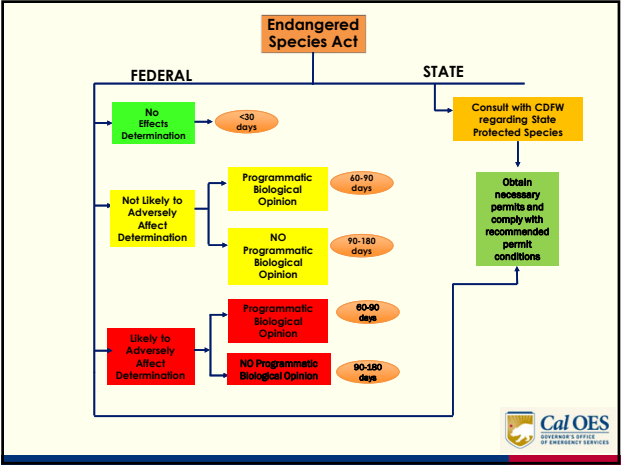 Endangered
Species Act
FEDERAL
STATE
No
Effects
Determination
<30
days
Consult with CDFW
regarding State
Protected Species
Not Likely to
Adversely
Affect
Determination
Programmatic
Biological
Opinion
60-90
days
NO
Programmatic
Biological
Opinion
90-180
days
Obtain
necessary
permits and
comply with
recommended
permit
conditions
Likely to
Adversely
Affect
Determination
Programmatic
Biological
Opinion
60-90
days
NO Programmatic
Biological Opinion
90-180
days
Cal OES
GOVERNOR'S OFFICE
OF EMERGENCY SERVICES